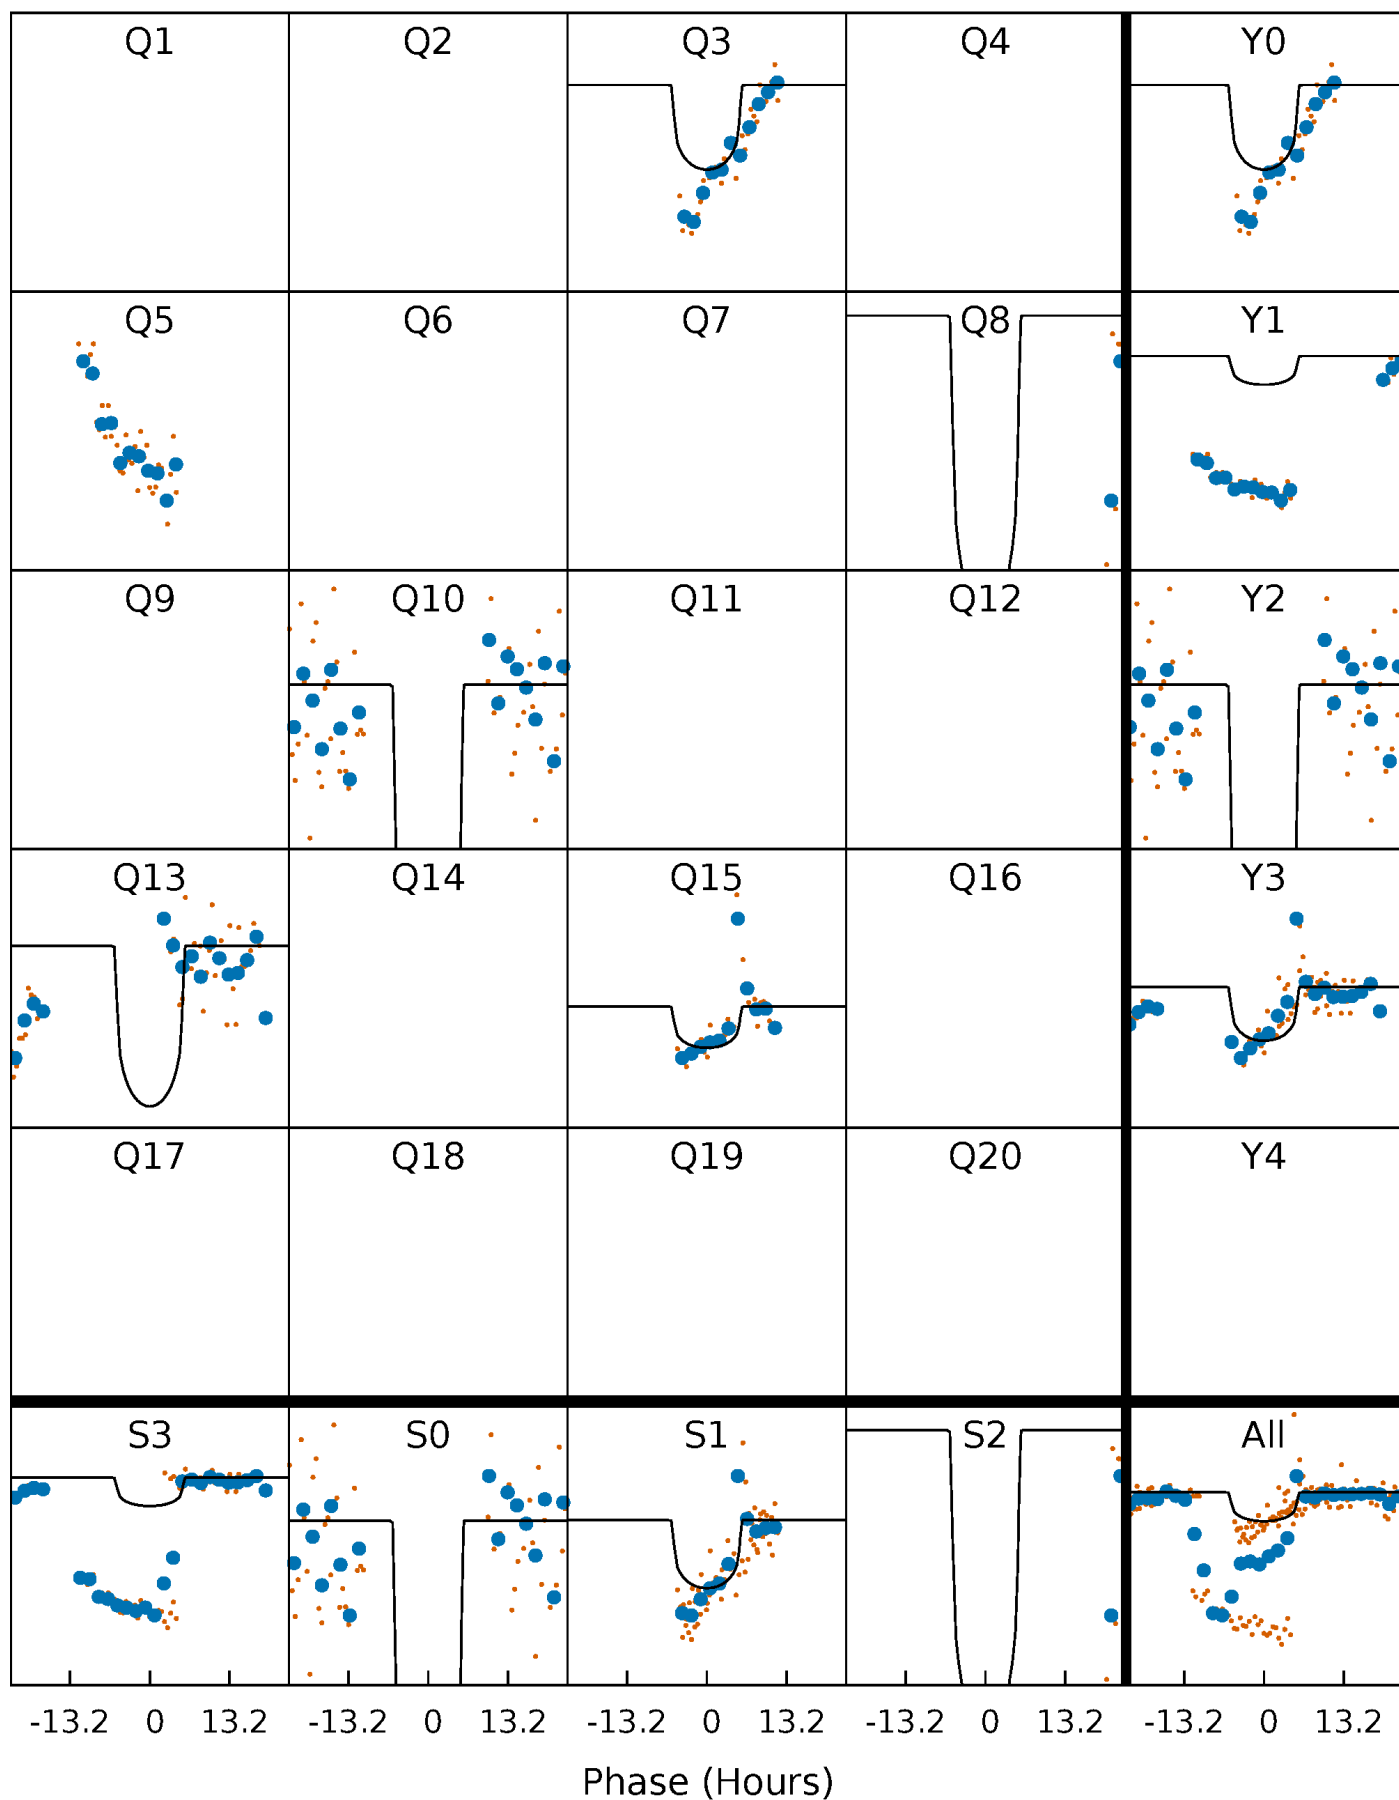 Q1 Q2 Q3 Q4 Y0
Q5 Q6 Q7 Q8 Y1
Q9 Q10 Q11 Q12 Y2
Q13 Q14 Q15 Q16 Y3
Q17 Q18 Q19 Q20 Y4
S3 S0 S1 S2 All
-13.2 0 13.2 -13.2 0 13.2 -13.2 0 13.2 -13.2 0 13.2 -13.2 0 13.2
Phase (Hours)